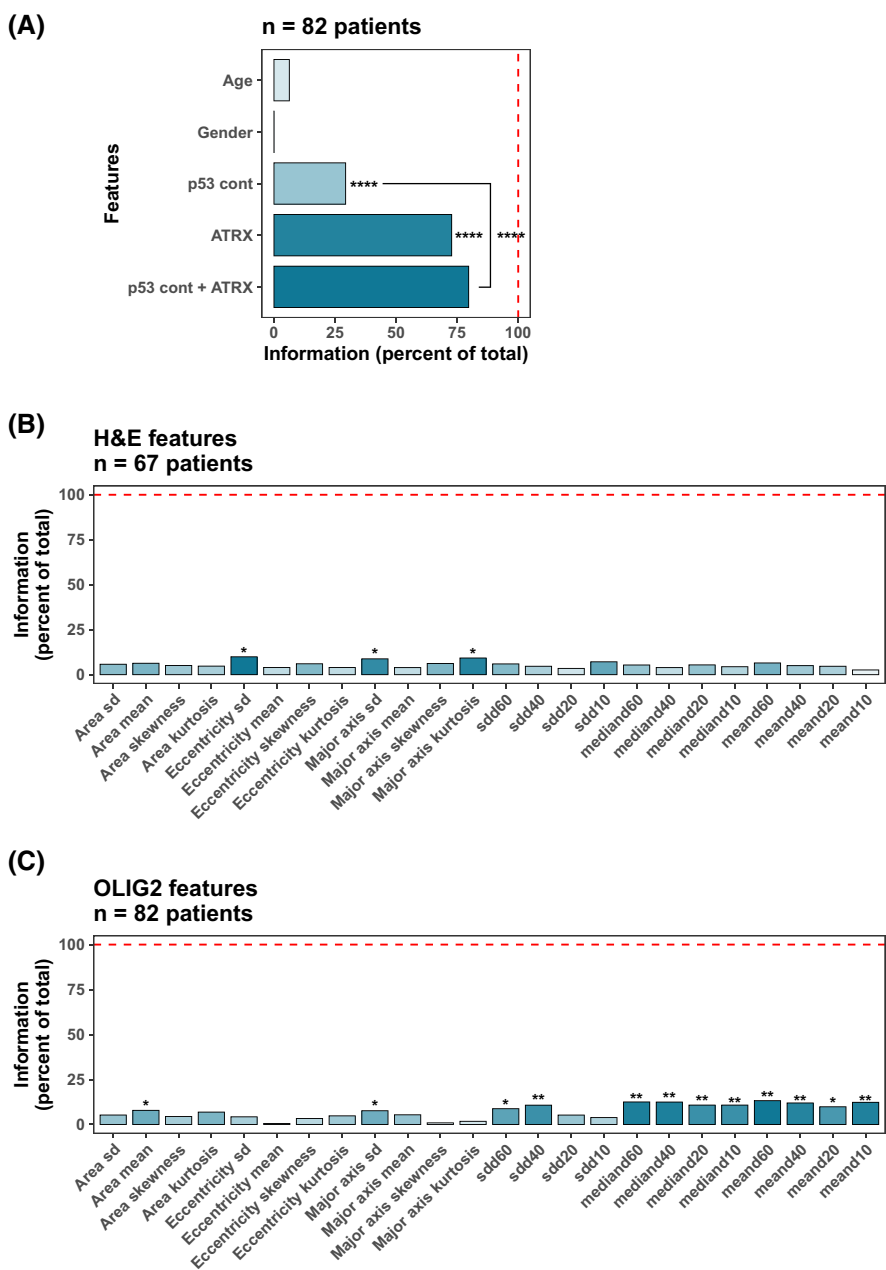 (A)
n = 82 patients
Features
Age
Gender
p53 cont
****
ATRX
****
****
p53 cont + ATRX
0 25 50 75 100
Information (percent of total)
(B)
H&E features
n = 67 patients
Information
(percent of total)
100
75
50
25
0
* * *
Area sd
Area mean
Area skewness
Area kurtosis
Eccentricity sd
Eccentricity mean
Eccentricity skewness
Eccentricity kurtosis
Major axis sd
Major axis mean
Major axis skewness
Major axis kurtosis
sdd60
sdd40
sdd20
sdd10
mediand60
mediand40
mediand20
mediand10
meand60
meand40
meand20
meand10
(C)
OLIG2 features
n = 82 patients
Information
(percent of total)
100
75
50
25
0
* * * ** ** ** ** ** ** ** * **
Area sd
Area mean
Area skewness
Area kurtosis
Eccentricity sd
Eccentricity mean
Eccentricity skewness
Eccentricity kurtosis
Major axis sd
Major axis mean
Major axis skewness
Major axis kurtosis
sdd60
sdd40
sdd20
sdd10
mediand60
mediand40
mediand20
mediand10
meand60
meand40
meand20
meand10